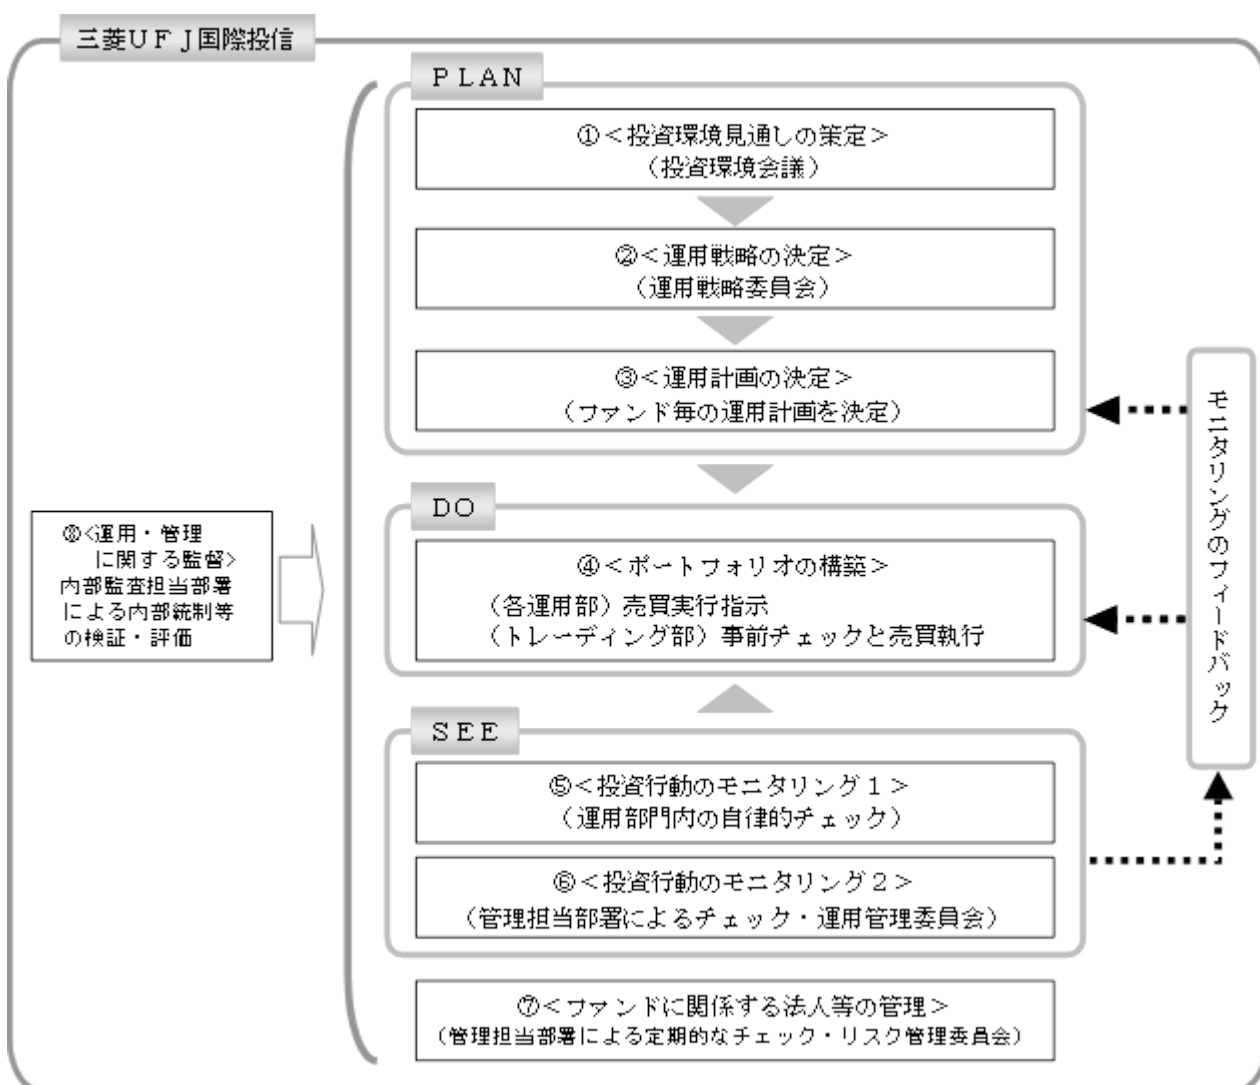 三菱ＵＦＪ国際投信
ＰＬＡＮ
①＜投資環境見通しの策定＞
（投資環境会議）
②＜運用戦略の決定＞
（運用戦略委員会）
③＜運用計画の決定＞
（ファンド毎の運用計画を決定）
ＤＯ
④＜ポートフォリオの構築＞
（各運用部）売買実行指示
（トレーディング部）事前チェックと売買執行
ＳＥＥ
⑤＜投資行動のモニタリング１＞
（運用部門内の自律的チェック）
⑥＜投資行動のモニタリング２＞
（管理担当部署によるチェック・運用管理委員会）
⑦＜ファンドに関係する法人等の管理＞
（管理担当部署による定期的なチェック・リスク管理委員会）
⑧<運用・管理
に関する監督>
内部監査担当部署
による内部統制等
の検証・評価
モニタリングのフィードバック